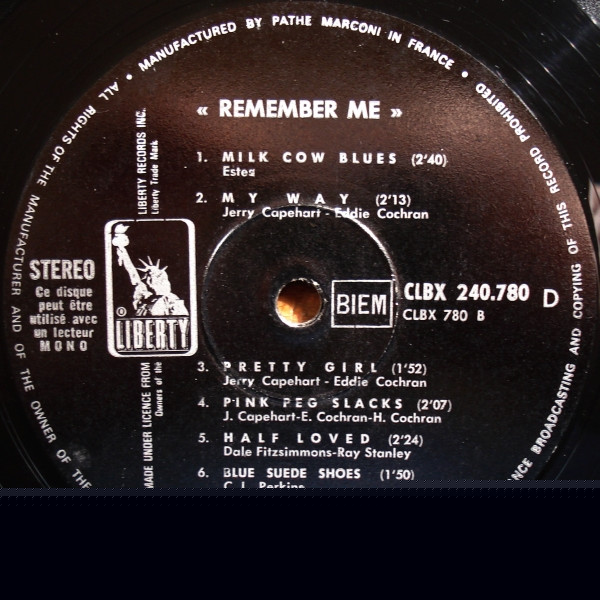 ALL RIGHTS OF THE MANUFACTURER AND OF THE OWNER OF THE
• MANUFACTURED BY PATHE MARCONI IN FRANCE •
NCE BROADCASTING AND COPYING OF THIS RECORD PROHIBITED
« REMEMBER ME »
LIBERTY RECORDS INC.
Liberty Trade Mark
1. MILK COW BLUES (2'40)
Estes
2. MY WAY (2'13)
Jerry Capehart - Eddie Cochran
STEREO
Ce disque
peut être
utilisé avec
un lecteur
MONO
® LIBERTY
BIEM
CLBX 240.780 D
CLBX 780 B
MADE UNDER LICENCE FROM
Owners of the
3. PRETTY GIRL (1'52)
Jerry Capehart - Eddie Cochran
4. PINK PEG SLACKS (2'07)
J. Capehart-E. Cochran-H. Cochran
5. HALF LOVED (2'24)
Dale Fitzsimmons-Ray Stanley
6. BLUE SUEDE SHOES (1'50)
C.L. Perkins